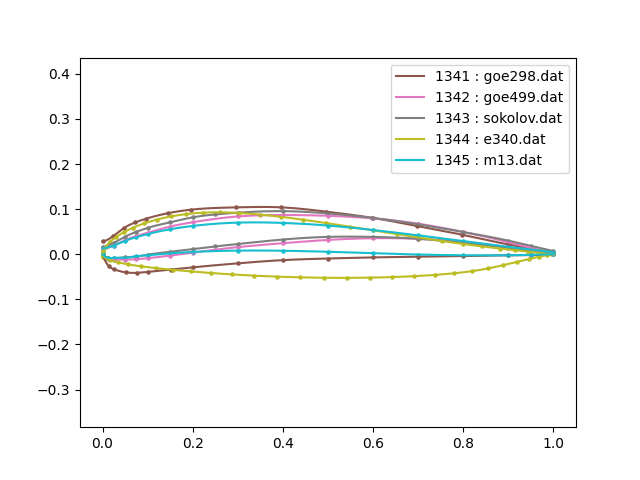 1341 : goe298.dat
1342 : goe499.dat
1343 : sokolov.dat
1344 : e340.dat
1345 : m13.dat
0.4
0.3
0.2
0.1
0.0
−0.1
−0.2
−0.3
0.0 0.2 0.4 0.6 0.8 1.0